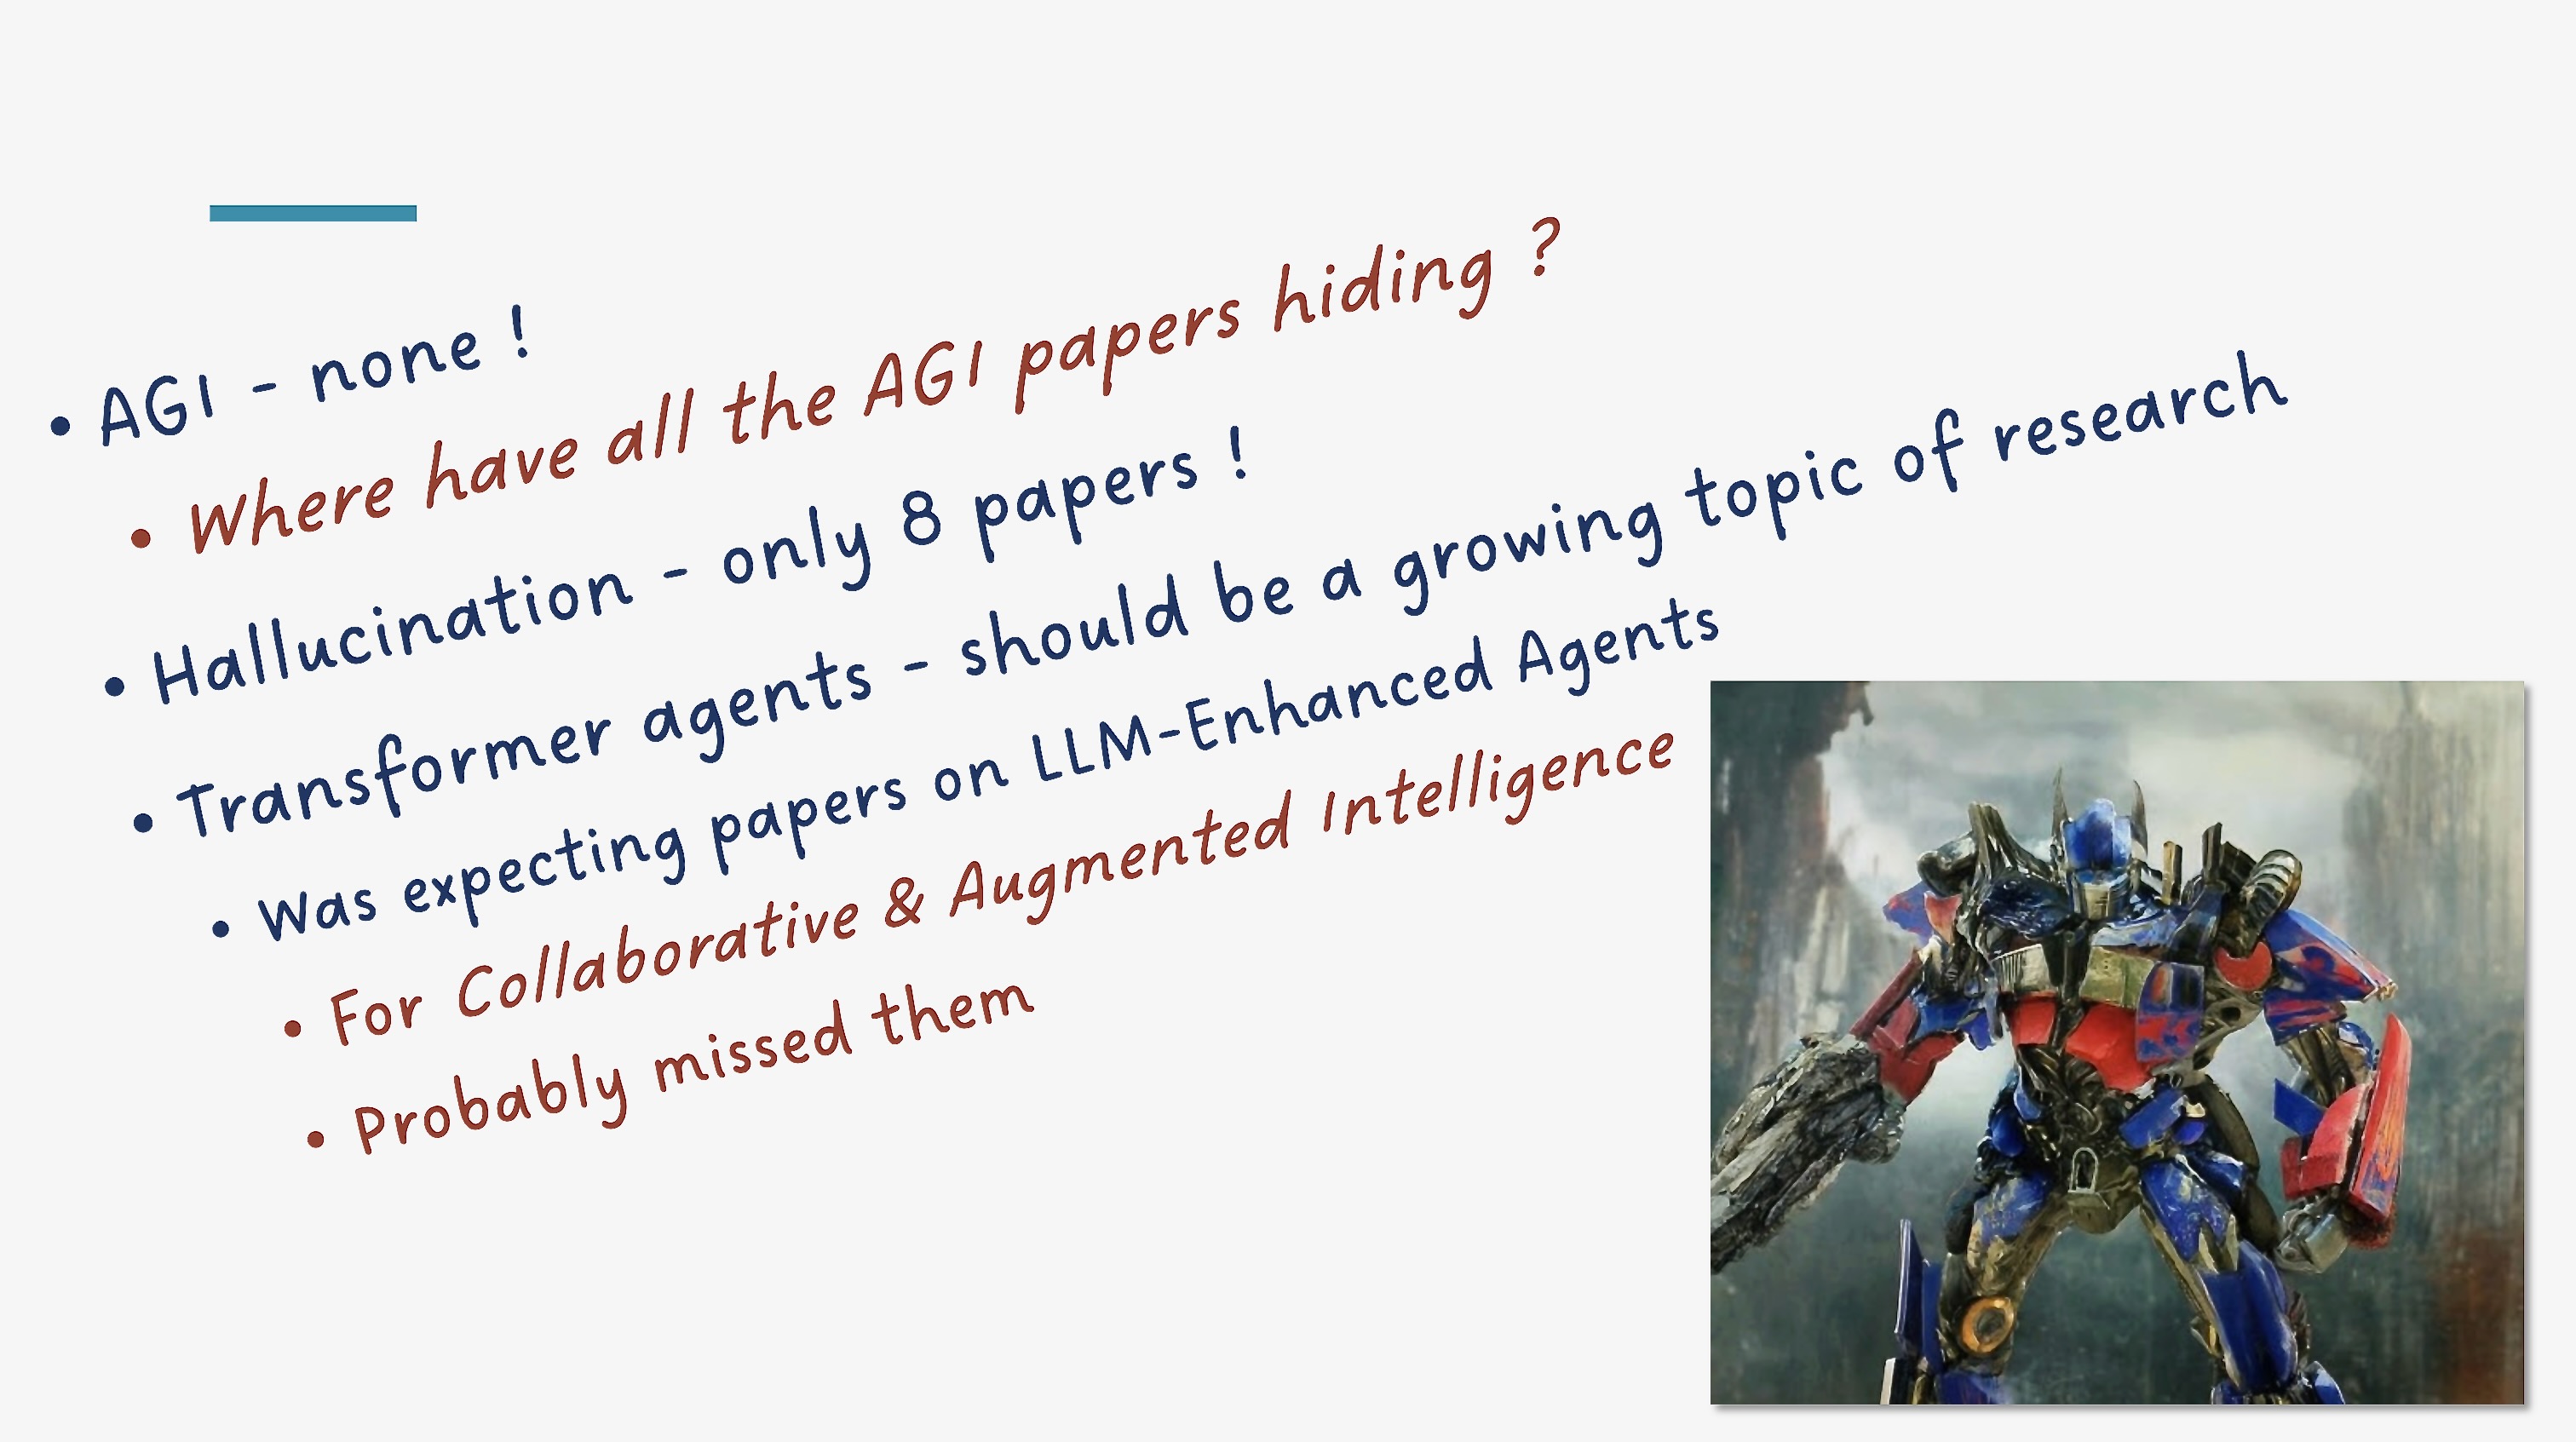 • AGI - none !
• Where have all the AGI papers hiding ?
• Hallucination - only 8 papers !
• Transformer agents - should be a growing topic of research
• Was expecting papers on LLM-Enhanced Agents
• For Collaborative & Augmented Intelligence
• Probably missed them